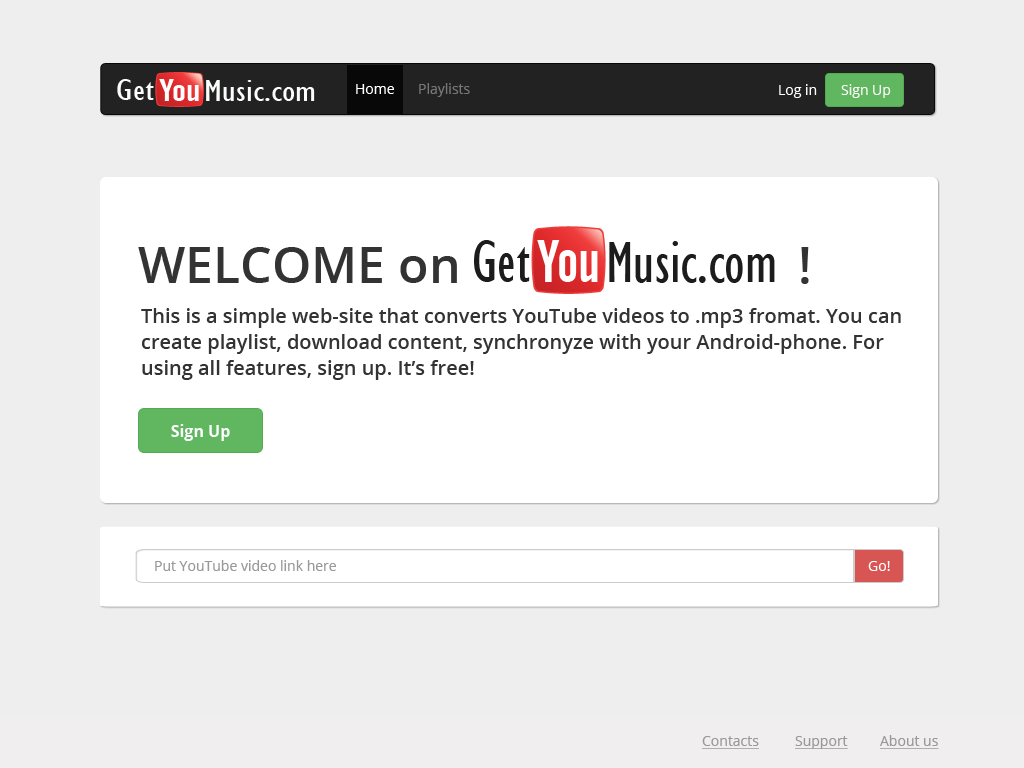 GetYouMusic.com Home Playlists Log in Sign Up
WELCOME on GetYouMusic.com !
This is a simple web-site that converts YouTube videos to .mp3 fromat. You can
create playlist, download content, synchronyze with your Android-phone. For
using all features, sign up. It’s free!
Sign Up
Put YouTube video link here Go!
Contacts Support About us